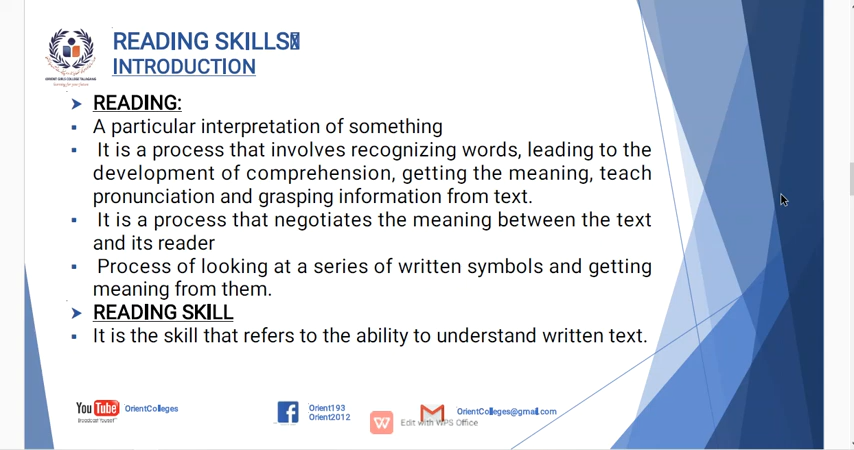 READING SKILLS
INTRODUCTION
➤ READING:
▪ A particular interpretation of something
▪ It is a process that involves recognizing words, leading to the
development of comprehension, getting the meaning, teach
pronunciation and grasping information from text.
▪ It is a process that negotiates the meaning between the text
and its reader
▪ Process of looking at a series of written symbols and getting
meaning from them.
➤ READING SKILL
▪ It is the skill that refers to the ability to understand written text.
YouTube OrientColleges
Broadcast Yourself
Orient193
Orient2012
OrientColleges@gmail.com
Edit with WPS Office